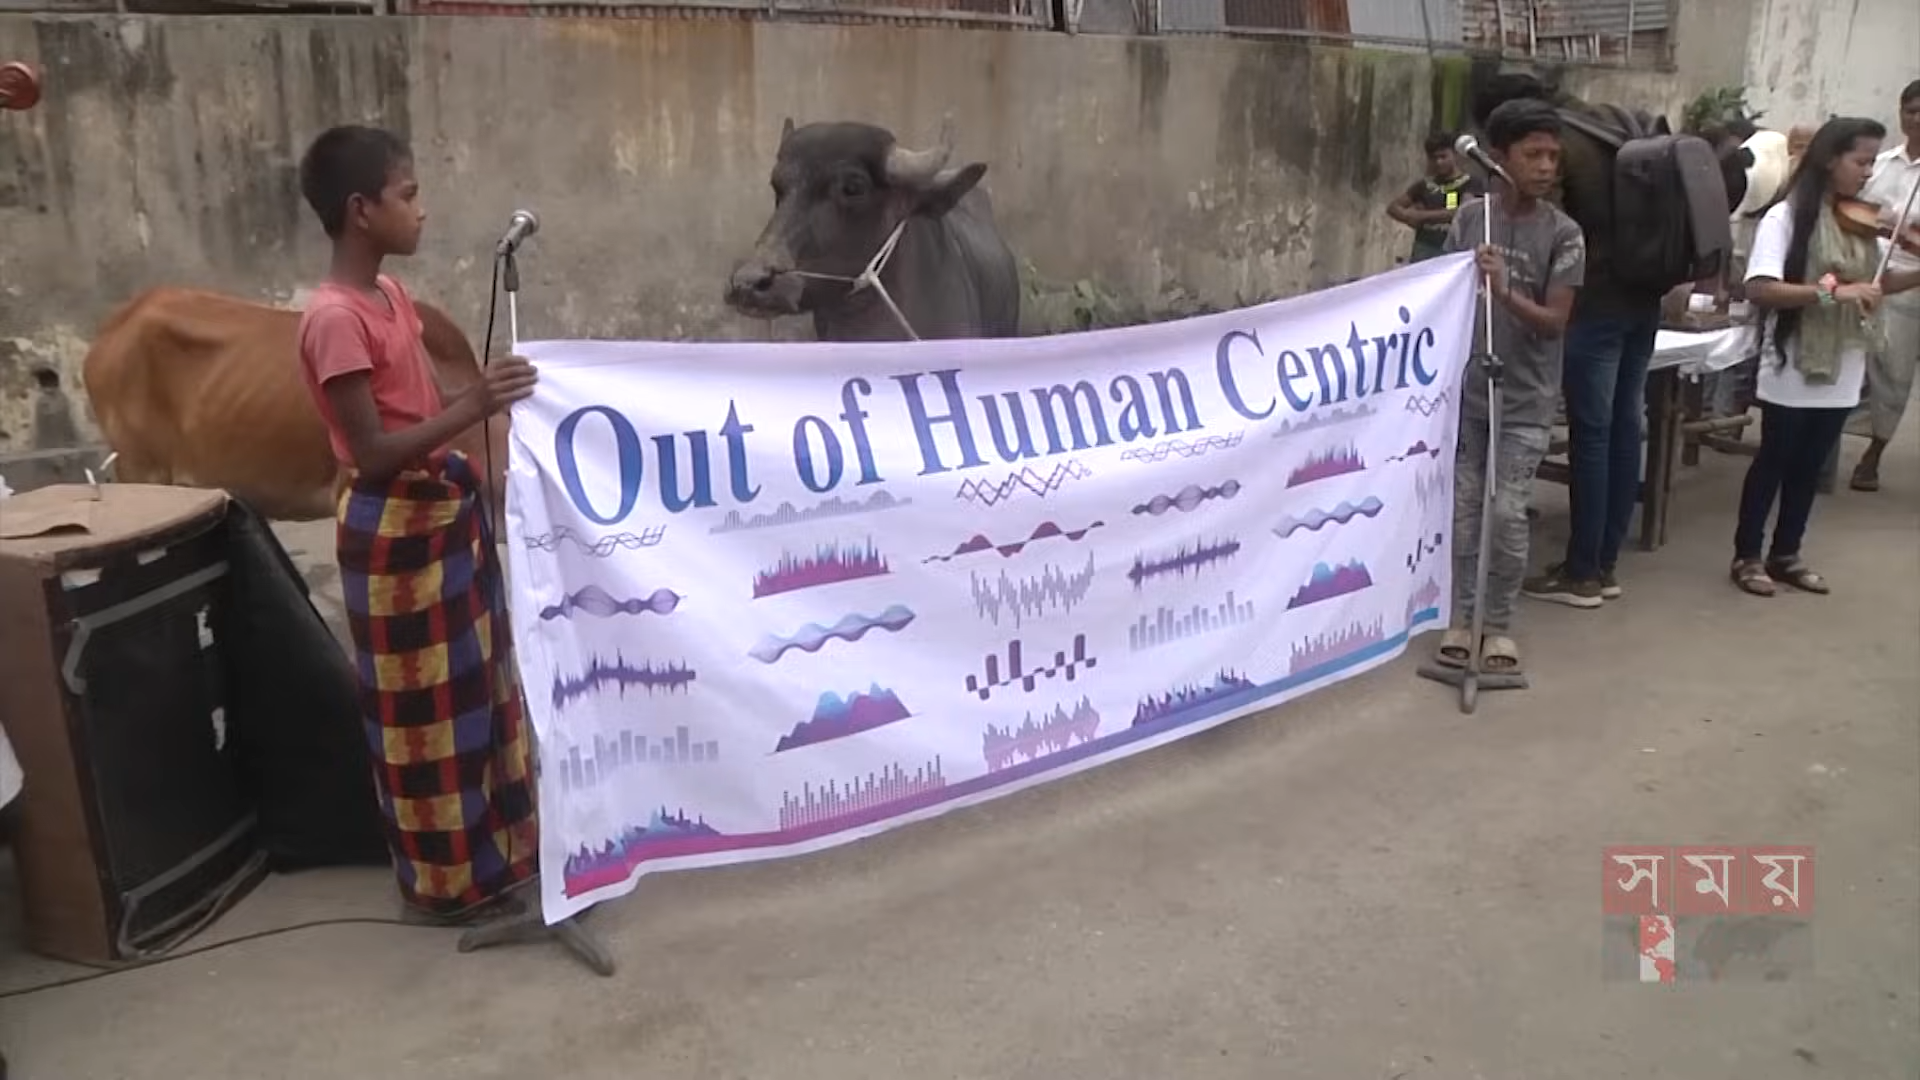 Out of Human Centric
সময়